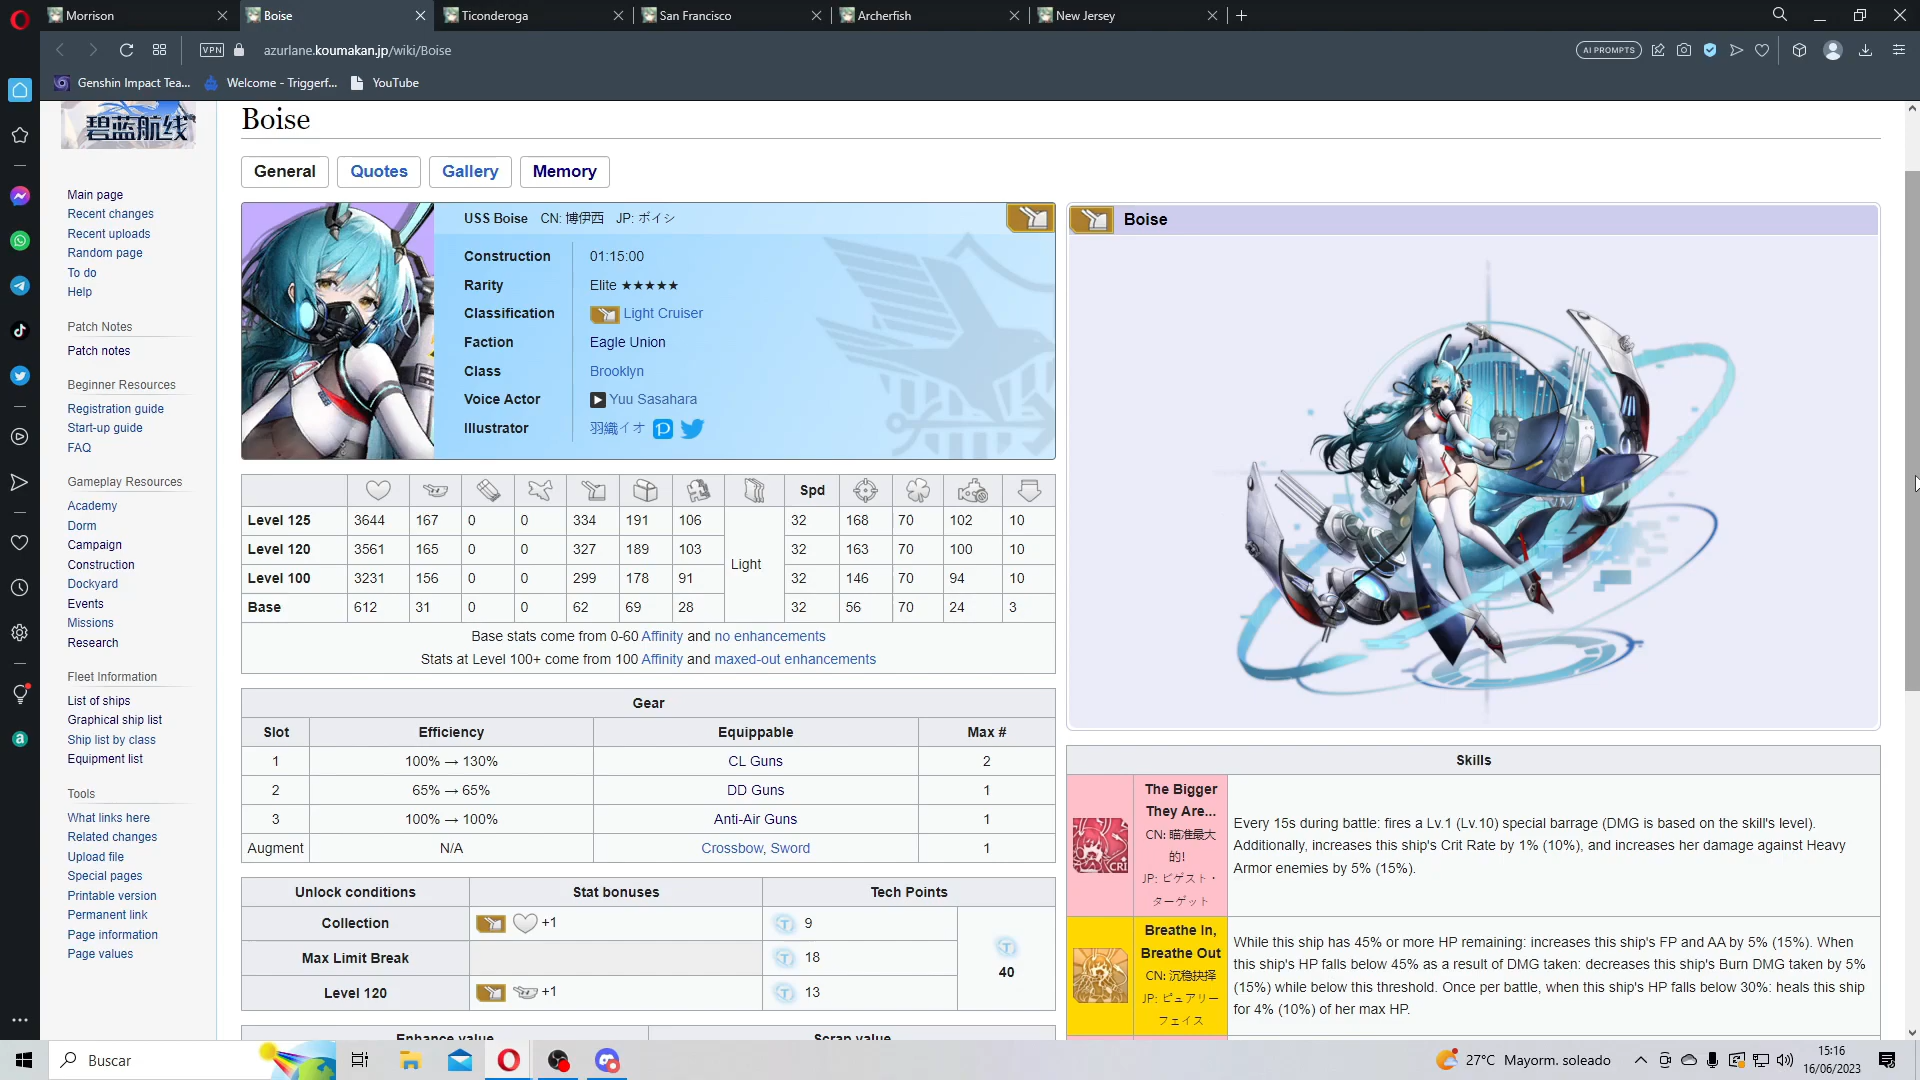 Morrison
Boise
Ticonderoga
San Francisco
Archerfish
New Jersey
VPN
azurlane.koumakan.jp/wiki/Boise
AI PROMPTS
Genshin Impact Tea...
Welcome - Triggerf...
YouTube
碧蓝航线
Main page
Recent changes
Recent uploads
Random page
To do
Help
Patch Notes
Patch notes
Beginner Resources
Registration guide
Start-up guide
FAQ
Gameplay Resources
Academy
Dorm
Campaign
Construction
Dockyard
Events
Missions
Research
Fleet Information
List of ships
Graphical ship list
Ship list by class
Equipment list
Tools
What links here
Related changes
Upload file
Special pages
Printable version
Permanent link
Page information
Page values
Boise
General Quotes Gallery Memory
USS Boise CN: 博伊西 JP: ボイシ
Construction 01:15:00
Rarity Elite ★★★★★
Classification Light Cruiser
Faction Eagle Union
Class Brooklyn
Voice Actor Yuu Sasahara
Illustrator 羽織イオ
Spd
Level 125 3644 167 0 0 334 191 106 32 168 70 102 10
Level 120 3561 165 0 0 327 189 103 32 163 70 100 10
Light
Level 100 3231 156 0 0 299 178 91 32 146 70 94 10
Base 612 31 0 0 62 69 28 32 56 70 24 3
Base stats come from 0-60 Affinity and no enhancements
Stats at Level 100+ come from 100 Affinity and maxed-out enhancements
Gear
Slot Efficiency Equippable Max #
1 100% → 130% CL Guns 2
2 65% → 65% DD Guns 1
3 100% → 100% Anti-Air Guns 1
Augment N/A Crossbow, Sword 1
Unlock conditions Stat bonuses Tech Points
Collection +1 9
Max Limit Break 18
40
Level 120 +1 13
Enhance value Scrap value
Boise
Skills
The Bigger
They Are...
CN: 瞄准最大
的!
JP: ビゲスト・
ターゲット
CRI
Every 15s during battle: fires a Lv.1 (Lv.10) special barrage (DMG is based on the skill's level).
Additionally, increases this ship's Crit Rate by 1% (10%), and increases her damage against Heavy
Armor enemies by 5% (15%).
Breathe In,
Breathe Out
CN: 沉稳抉择
JP: ピュアリー
フェイス
While this ship has 45% or more HP remaining: increases this ship's FP and AA by 5% (15%). When
this ship's HP falls below 45% as a result of DMG taken: decreases this ship's Burn DMG taken by 5%
(15%) while below this threshold. Once per battle, when this ship's HP falls below 30%: heals this ship
for 4% (10%) of her max HP.
Buscar
27°C Mayorm. soleado
15:16
16/06/2023